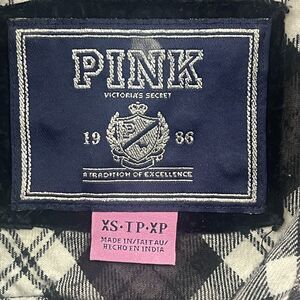 PINK
VICTORIA'S SECRET
19 86
A TRADITION OF EXCELLENCE
XS·TP·XP
MADE IN/FAIT AU/
HECHO EN INDIA